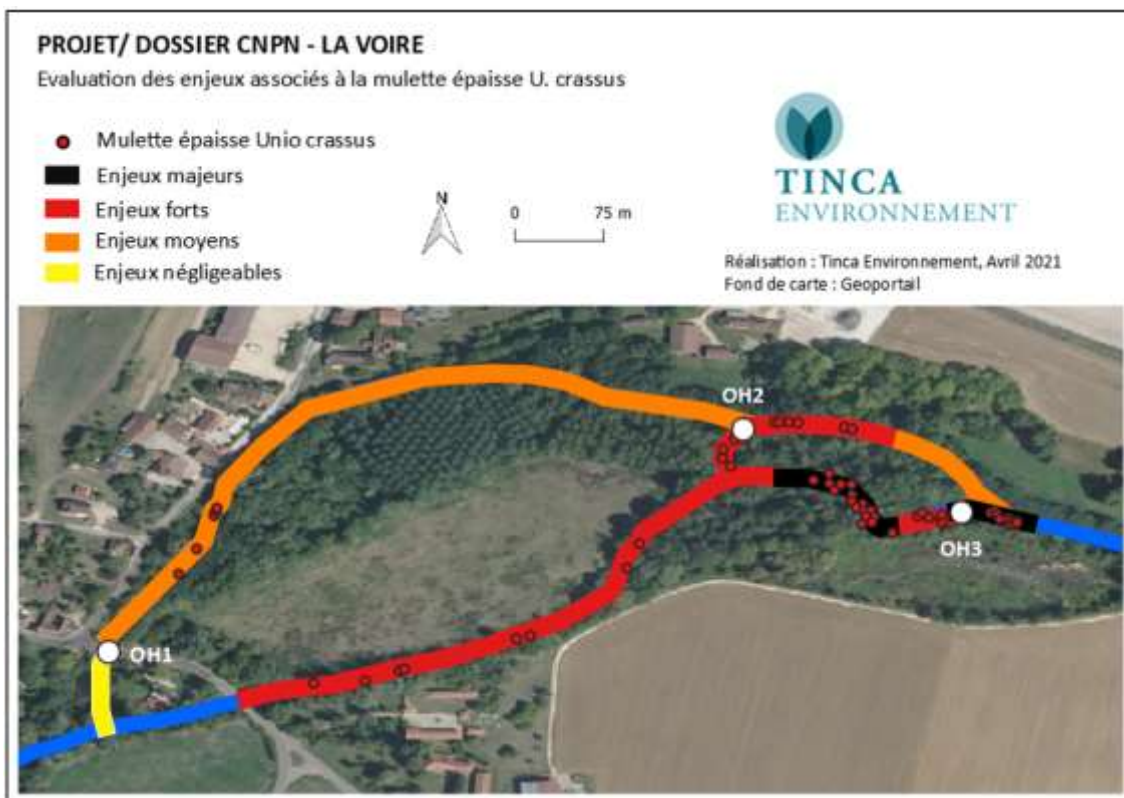 PROJET/ DOSSIER CNPN - LA VOIRE
Evaluation des enjeux associés à la mulette épaisse U. crassus
Mulette épaisse Unio crassus
Enjeux majeurs
Enjeux forts
Enjeux moyens
Enjeux négligeables
N
0 75 m
TINCA
ENVIRONNEMENT
Réalisation : Tinca Environnement, Avril 2021
Fond de carte : Geoportail
OH2
OH3
OH1